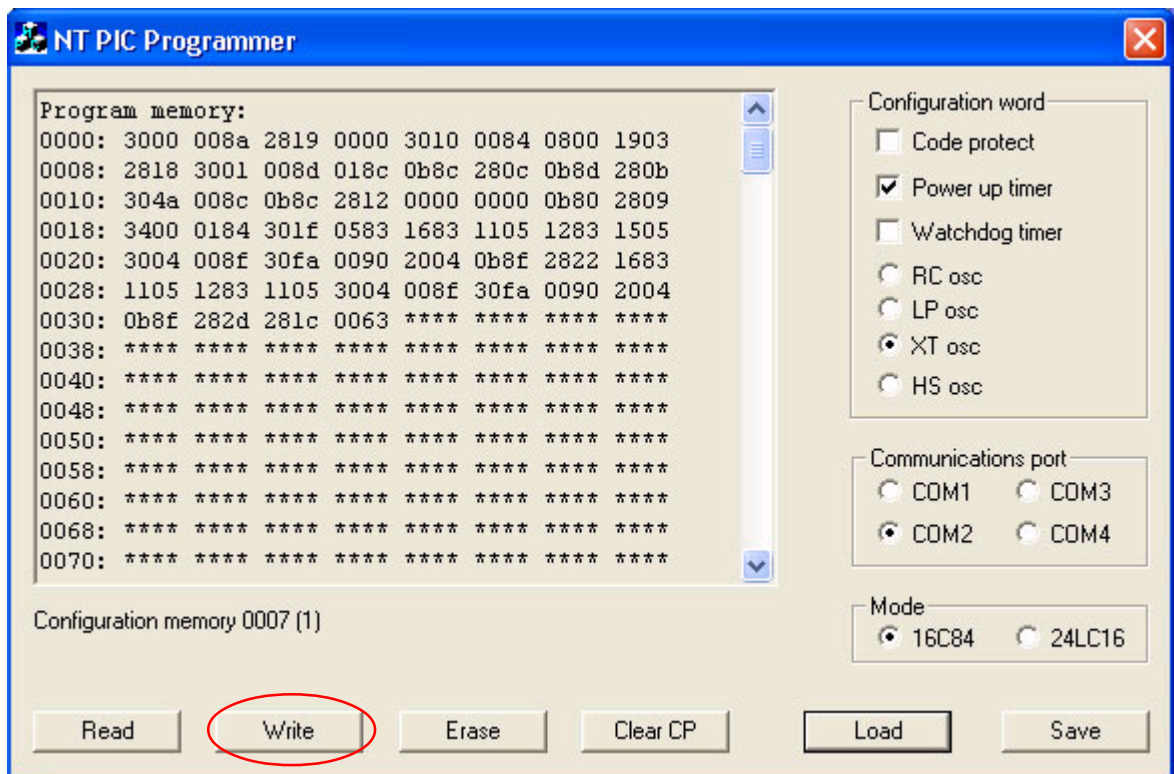 NT PIC Programmer
Program memory:
0000: 3000 008a 2819 0000 3010 0084 0800 1903
0008: 2818 3001 008d 018c 0b8c 280c 0b8d 280b
0010: 304a 008c 0b8c 2812 0000 0000 0b80 2809
0018: 3400 0184 301f 0583 1683 1105 1283 1505
0020: 3004 008f 30fa 0090 2004 0b8f 2822 1683
0028: 1105 1283 1105 3004 008f 30fa 0090 2004
0030: 0b8f 282d 281c 0063 **** **** **** ****
0038: **** **** **** **** **** **** **** ****
0040: **** **** **** **** **** **** **** ****
0048: **** **** **** **** **** **** **** ****
0050: **** **** **** **** **** **** **** ****
0058: **** **** **** **** **** **** **** ****
0060: **** **** **** **** **** **** **** ****
0068: **** **** **** **** **** **** **** ****
0070: **** **** **** **** **** **** **** ****
Configuration memory 0007 (1)
Configuration word
Code protect
Power up timer
Watchdog timer
RC osc
LP osc
XT osc
HS osc
Communications port
COM1 COM3
COM2 COM4
Mode
16C84 24LC16
Read Write Erase Clear CP Load Save